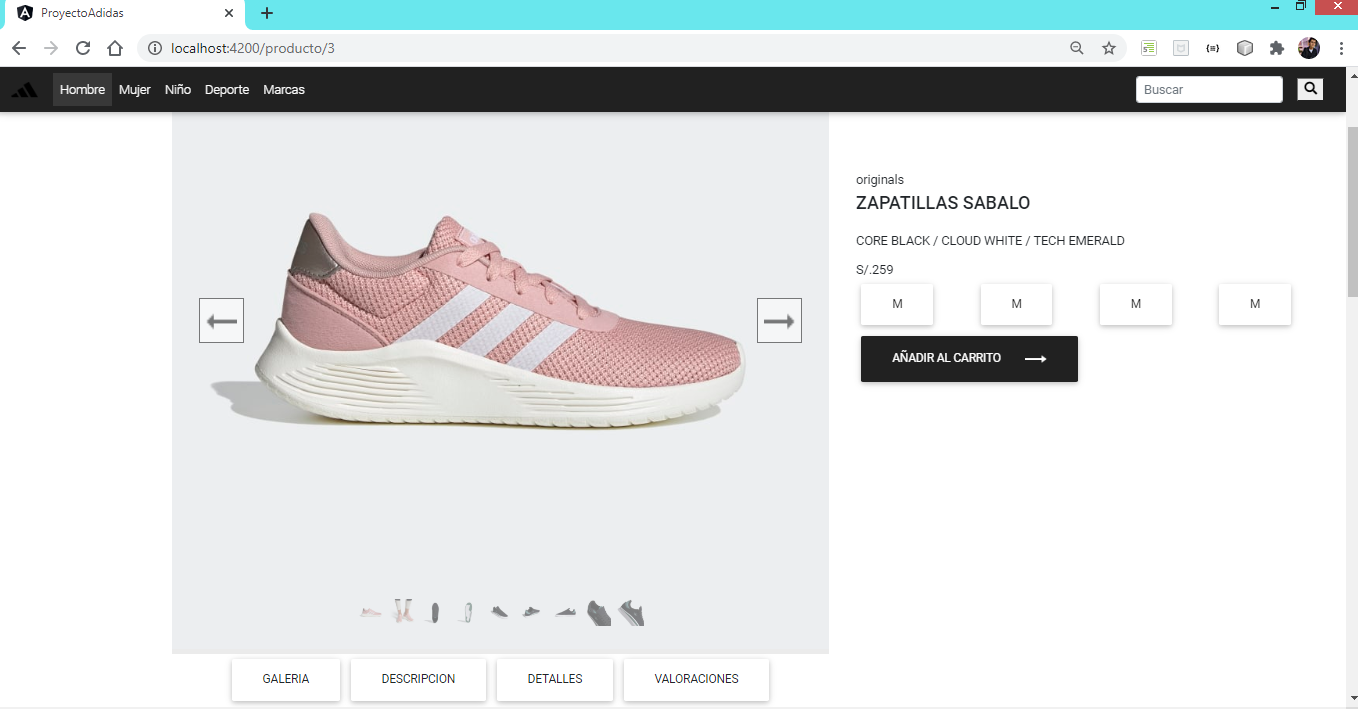 ProyectoAdidas
localhost:4200/producto/3
Hombre Mujer Niño Deporte Marcas
Buscar
originals
ZAPATILLAS SABALO
CORE BLACK / CLOUD WHITE / TECH EMERALD
S/.259
M M M M
AÑADIR AL CARRITO
GALERIA DESCRIPCION DETALLES VALORACIONES